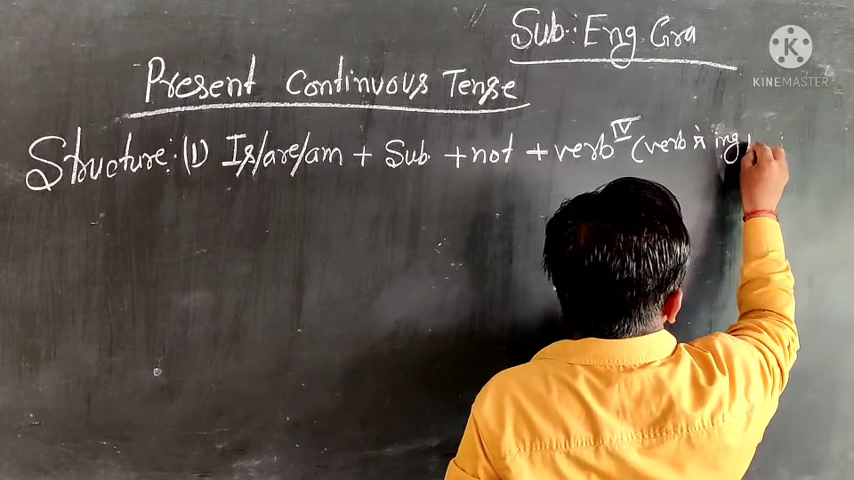 Sub: Eng. Gra
Present Continuous Tense
Structure: (1) Is/are/am + Sub + not + verb IV (verb में ing)
K
KINEMASTER